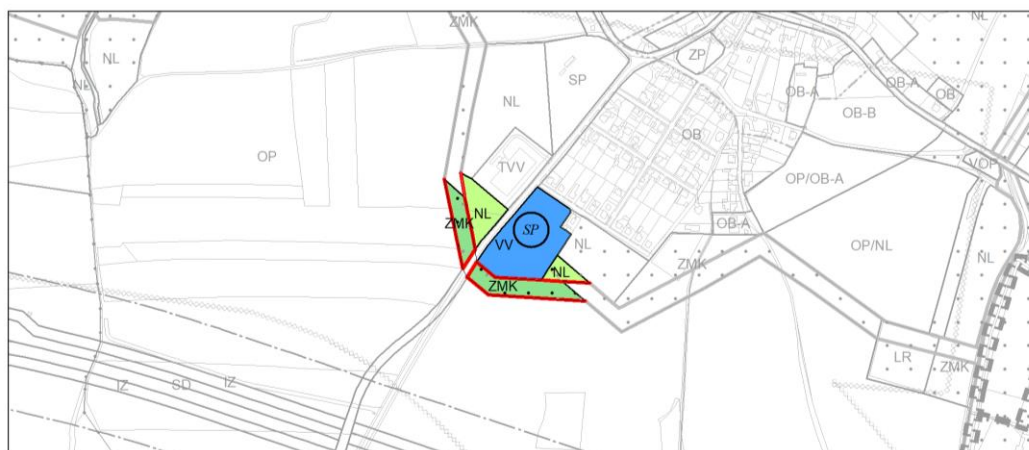 ZMK
NL
NL
NL
NL
SP
ZP
OB-A
OB-A
OB
OB-B
OP
OB
TVV
VOP
OP/OB-A
NL
ZMK
SP
VV
OB-A
NL
ZMK
OP/NL
NL
NL
ZMK
LR
ZMK
IZ
SD
IZ